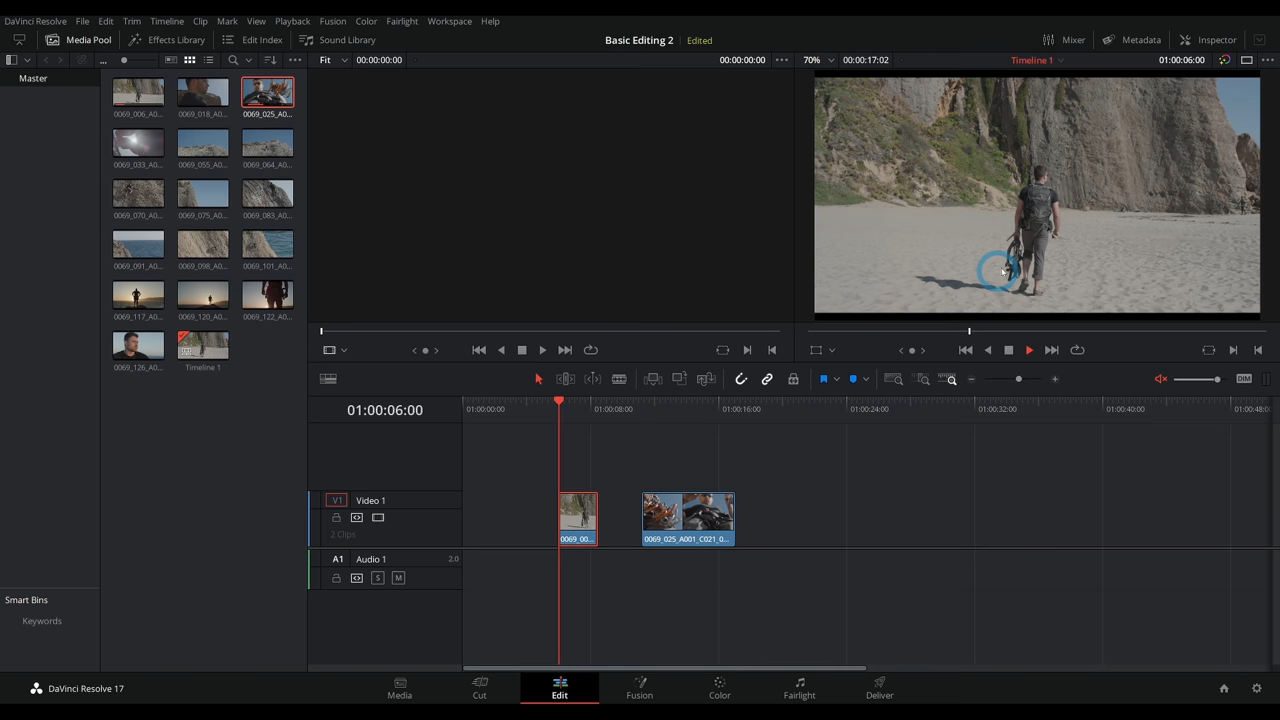 DaVinci Resolve File Edit Trim Timeline Clip Mark View Playback Fusion Color Fairlight Workspace Help
Media Pool Effects Library Edit Index Sound Library Basic Editing 2 Edited Mixer Metadata Inspector
... Fit 00:00:00:00 00:00:00:00 ... 70% 00:00:17:02 Timeline 1 01:00:06:00 ...
Master
0069_006_A0... 0069_018_A0... 0069_025_A0...
0069_033_A0... 0069_055_A0... 0069_064_A0...
0069_070_A0... 0069_075_A0... 0069_083_A0...
0069_091_A0... 0069_098_A0... 0069_101_A0...
0069_117_A0... 0069_120_A0... 0069_122_A0...
0069_126_A0... Timeline 1
DIM
01:00:06:00 01:00:00:00 01:00:08:00 01:00:16:00 01:00:24:00 01:00:32:00 01:00:40:00 01:00:48:0
V1 Video 1
2 Clips
0069_00... 0069_025_A001_C021_0...
A1 Audio 1 2.0
S M
Smart Bins
Keywords
DaVinci Resolve 17 Media Cut Edit Fusion Color Fairlight Deliver